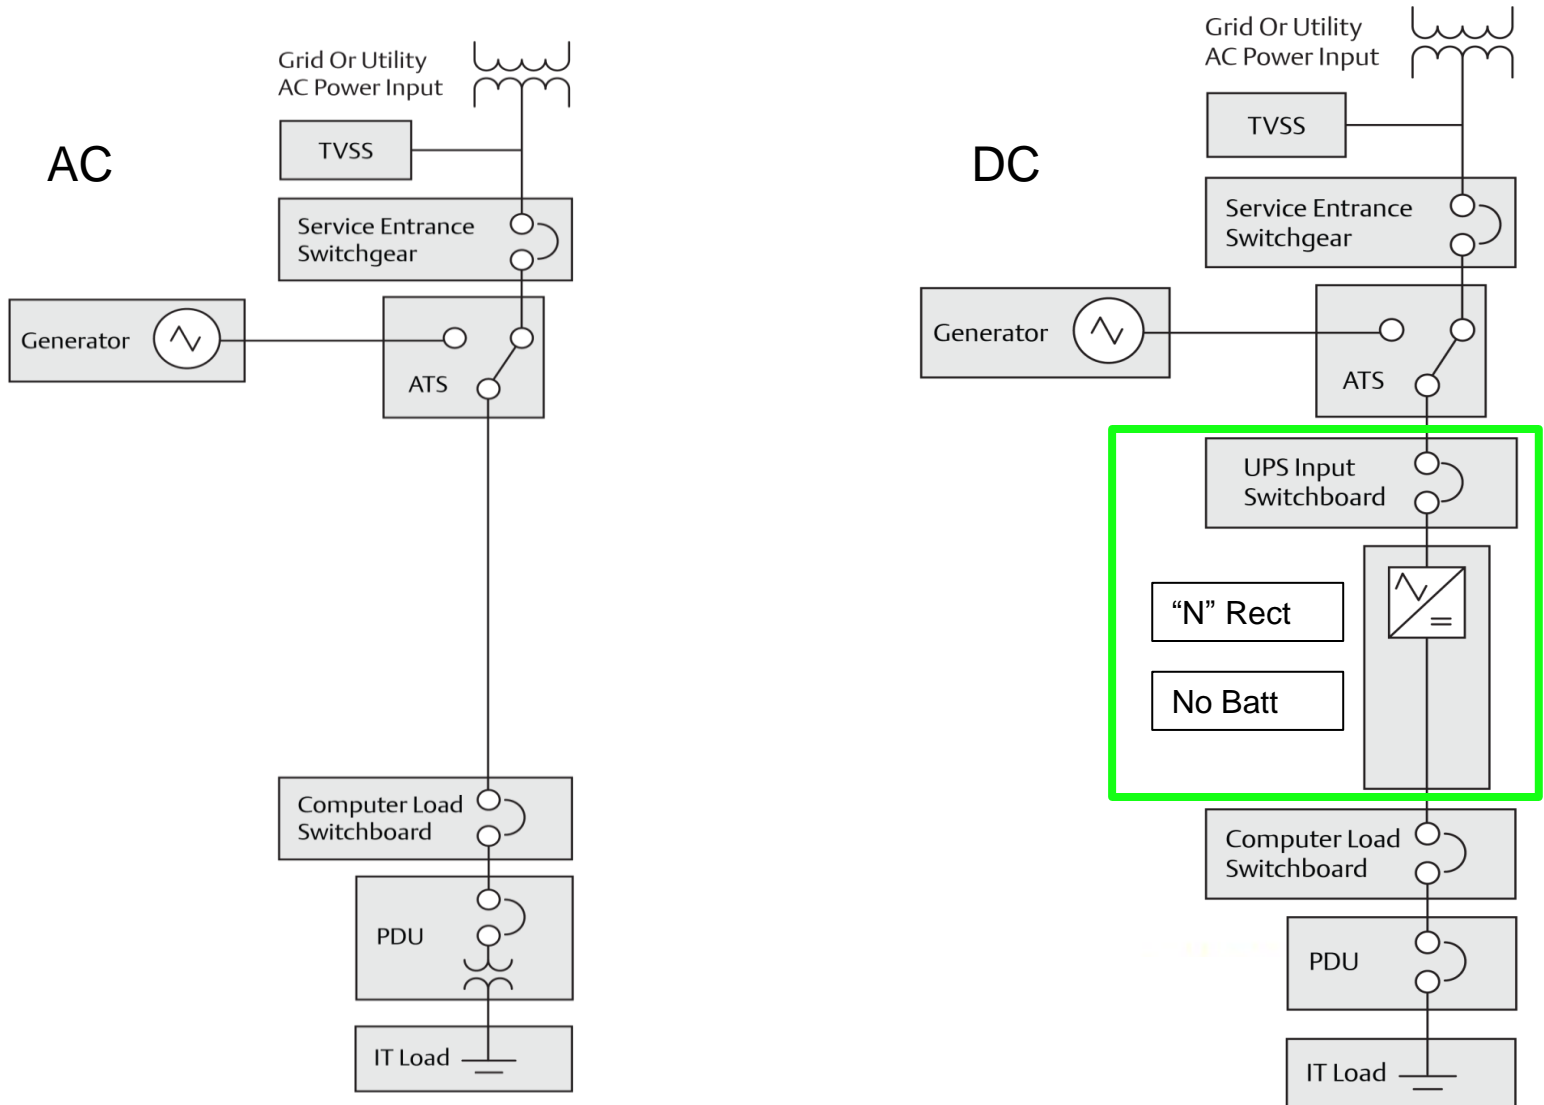 AC
Grid Or Utility
AC Power Input
TVSS
Service Entrance
Switchgear
Generator
ATS
Computer Load
Switchboard
PDU
IT Load
DC
Grid Or Utility
AC Power Input
TVSS
Service Entrance
Switchgear
Generator
ATS
UPS Input
Switchboard
“N” Rect
No Batt
Computer Load
Switchboard
PDU
IT Load